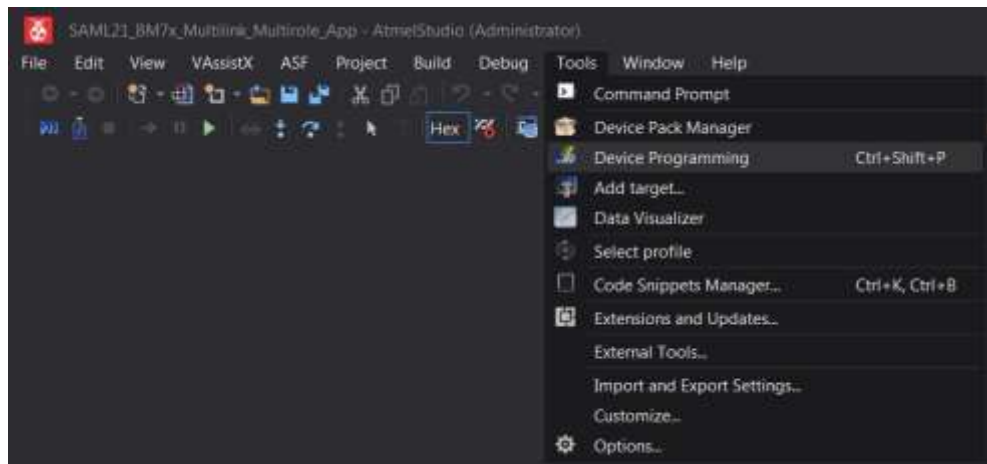 SAML21_BM7x_Multilink_Multirole_App - AtmelStudio (Administrator)
File Edit View VAssistX ASF Project Build Debug Tools Window Help
Hex
Command Prompt
Device Pack Manager
Device Programming Ctrl+Shift+P
Add target...
Data Visualizer
Select profile
Code Snippets Manager... Ctrl+K, Ctrl+B
Extensions and Updates...
External Tools...
Import and Export Settings...
Customize...
Options...